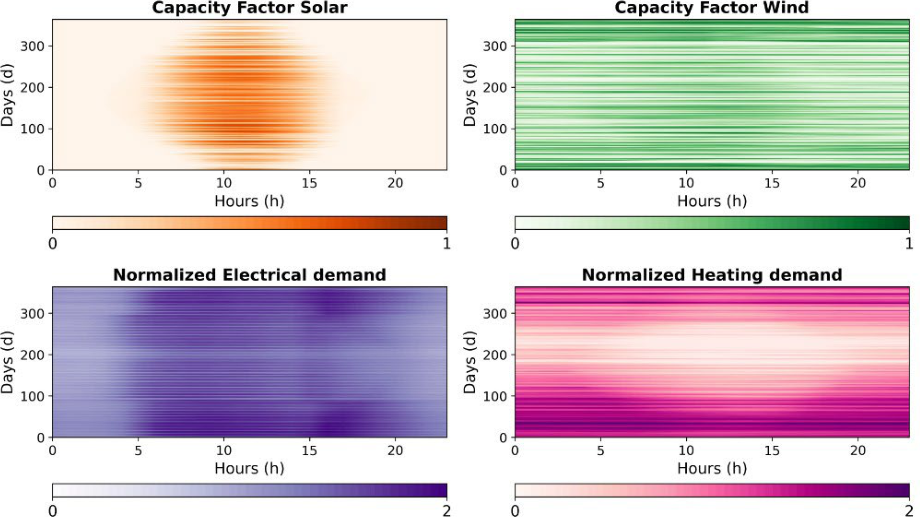 Capacity Factor Solar
Days (d)
300
200
100
0
0 5 10 15 20
Hours (h)
0 1
Capacity Factor Wind
Days (d)
300
200
100
0
0 5 10 15 20
Hours (h)
0 1
Normalized Electrical demand
Days (d)
300
200
100
0
0 5 10 15 20
Hours (h)
0 2
Normalized Heating demand
Days (d)
300
200
100
0
0 5 10 15 20
Hours (h)
0 2